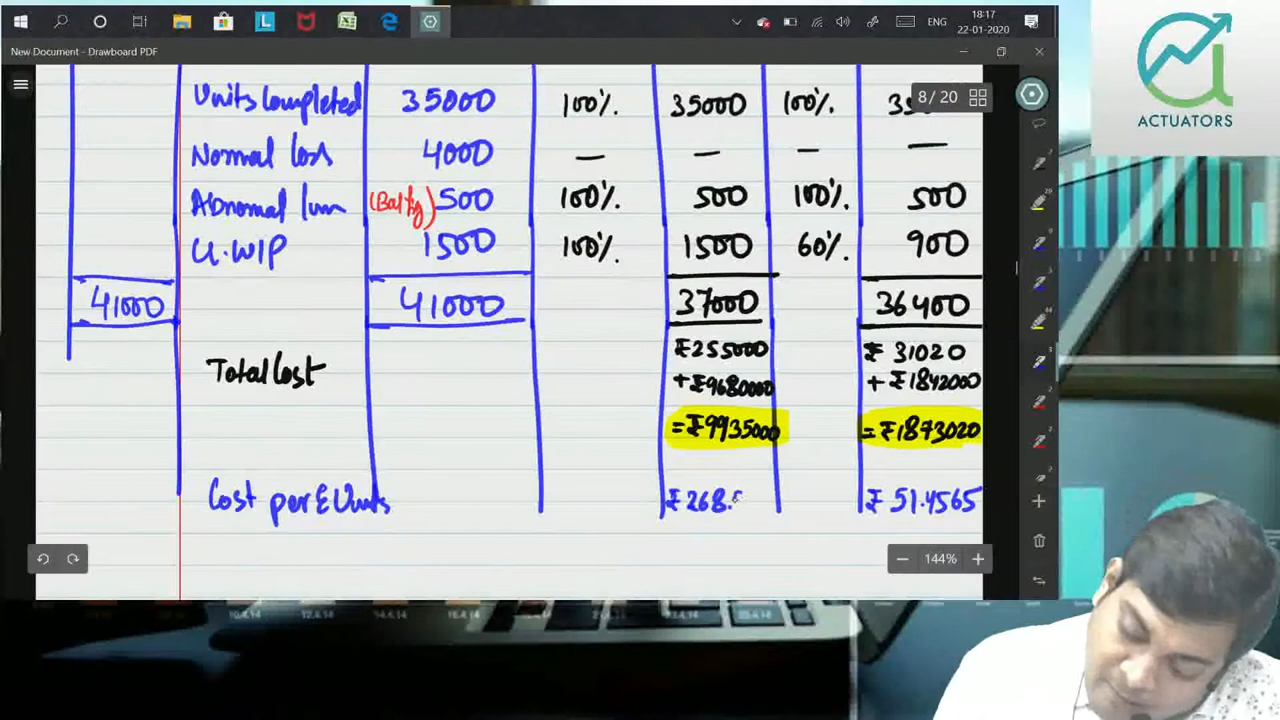 18:17
ENG
22-01-2020
New Document - Drawboard PDF
8 / 20
Units Completed 35000 100% 35000 100%
Normal loss 4000 — — — —
Abnormal (Bal fig) 500 100% 500 100% 500
U. WIP 1500 100% 1500 60% 900
41000 41000 37000 36400
₹255000 ₹ 31020
Total Cost + ₹9680000 + ₹1842000
= ₹9935000 = ₹1873020
Cost per E Units ₹ 268. ₹ 51.4565
144%
ACTUATORS